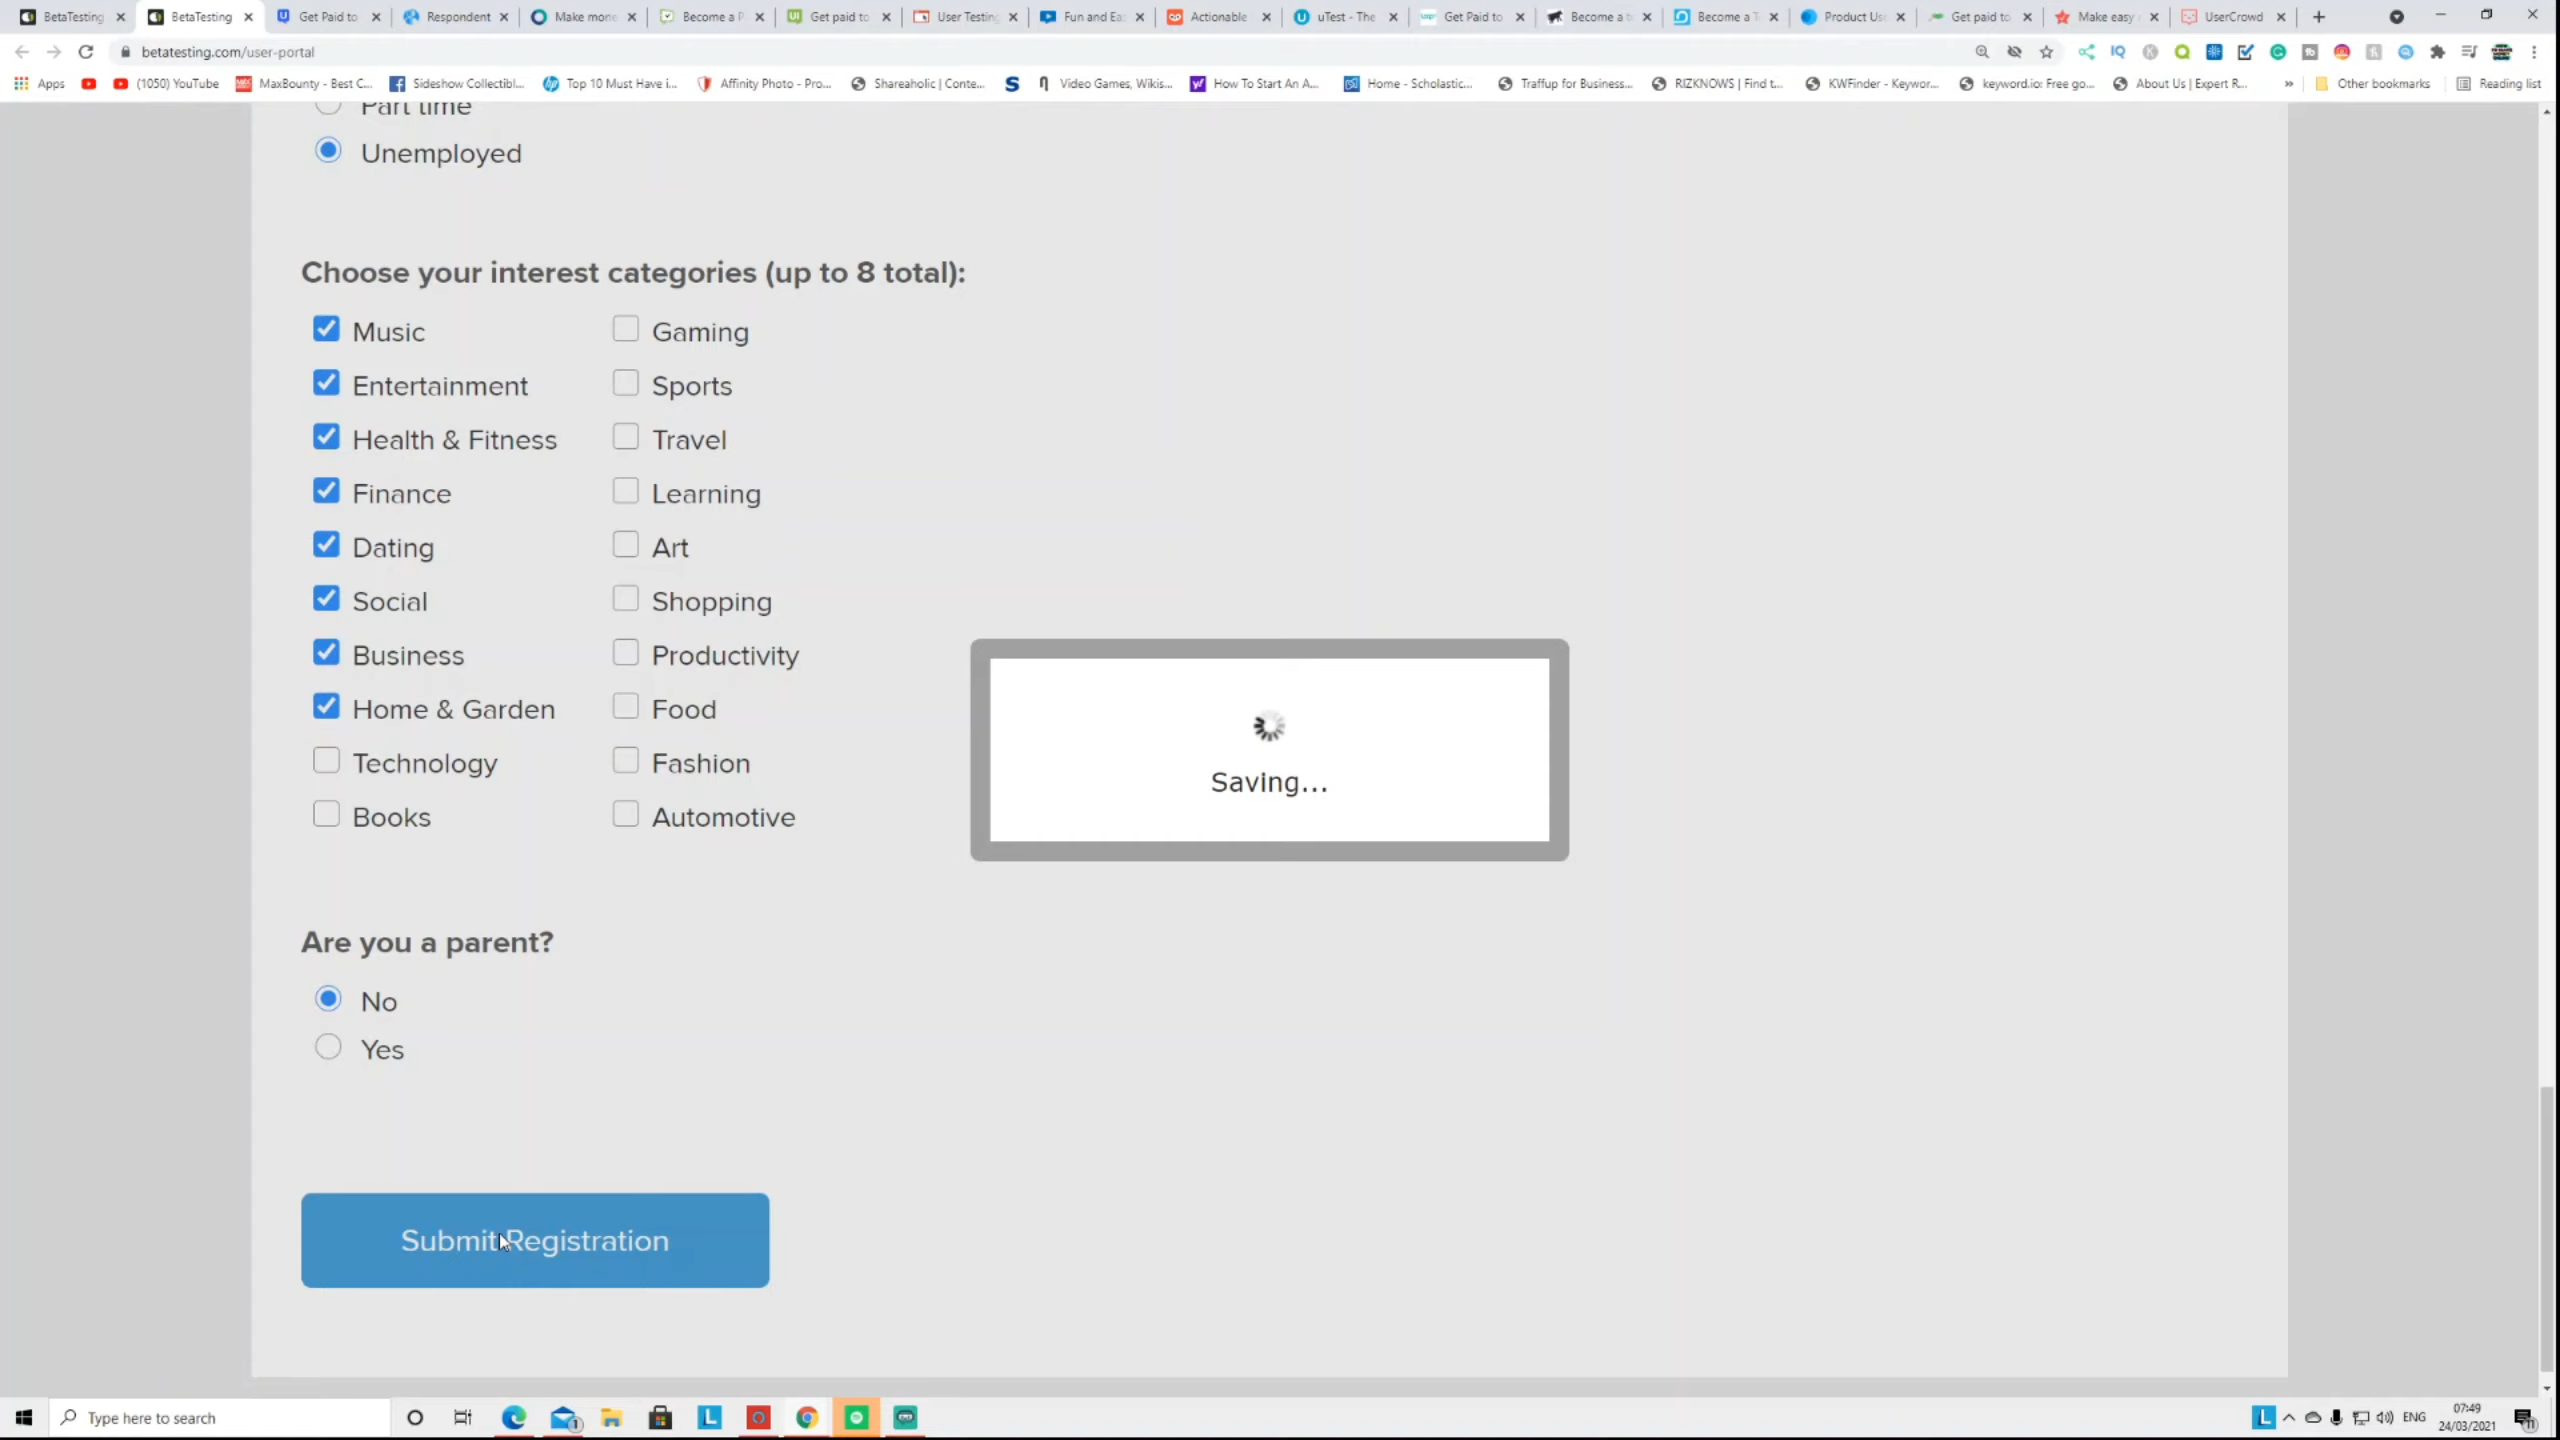 BetaTesting
BetaTesting
Get Paid to
Respondent
Make mone
Become a P
Get paid to
User Testing
Fun and Ea
Actionable
uTest - The
Get Paid to
Become a t
Become a T
Product Us
Get paid to
Make easy
UserCrowd
betatesting.com/user-portal
Apps
(1050) YouTube
MaxBounty - Best C...
Sideshow Collectibl...
Top 10 Must Have i...
Affinity Photo - Pro...
Shareaholic | Conte...
Video Games, Wikis...
How To Start An A...
Home - Scholastic...
Traffup for Business...
RIZKNOWS | Find t...
KWFinder - Keywor...
keyword.io: Free go...
About Us | Expert R...
»
Other bookmarks
Reading list
Part time
Unemployed
Choose your interest categories (up to 8 total):
Music
Gaming
Entertainment
Sports
Health & Fitness
Travel
Finance
Learning
Dating
Art
Social
Shopping
Business
Productivity
Home & Garden
Food
Technology
Fashion
Books
Automotive
Saving...
Are you a parent?
No
Yes
Submit Registration
Type here to search
ENG
07:49
24/03/2021